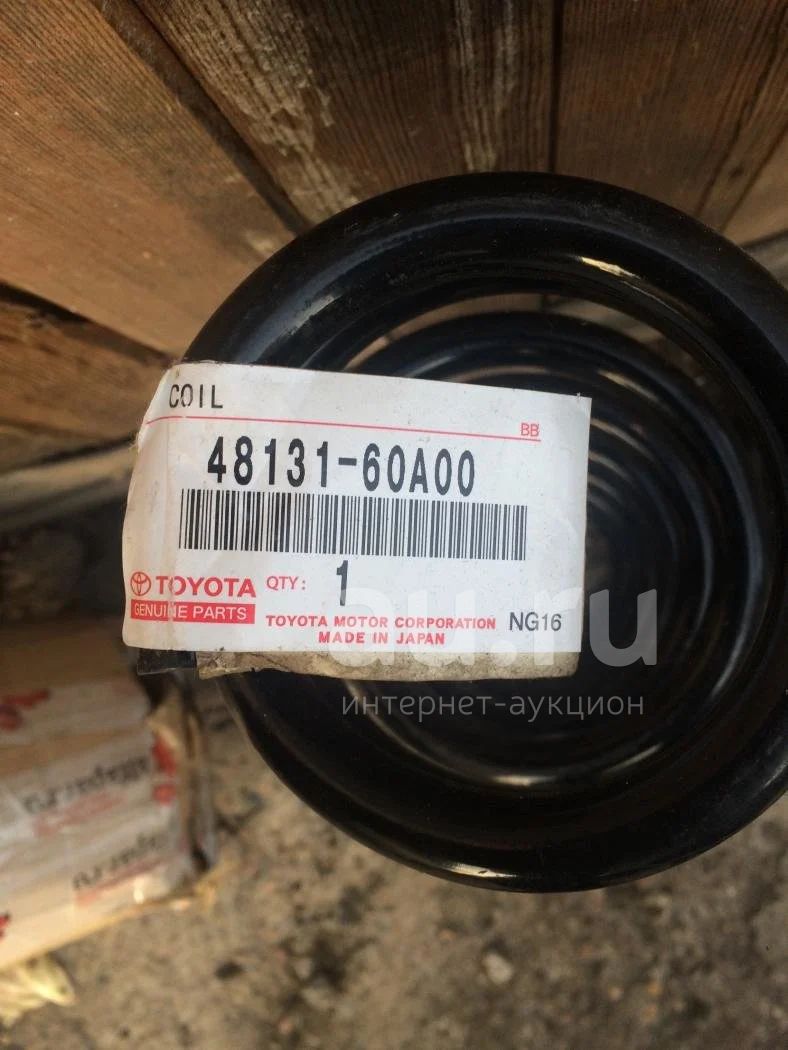 COIL
BB
48131-60A00
TOYOTA QTY: 1
GENUINE PARTS
TOYOTA MOTOR CORPORATION NG16
MADE IN JAPAN
au.ru
интернет-аукцион